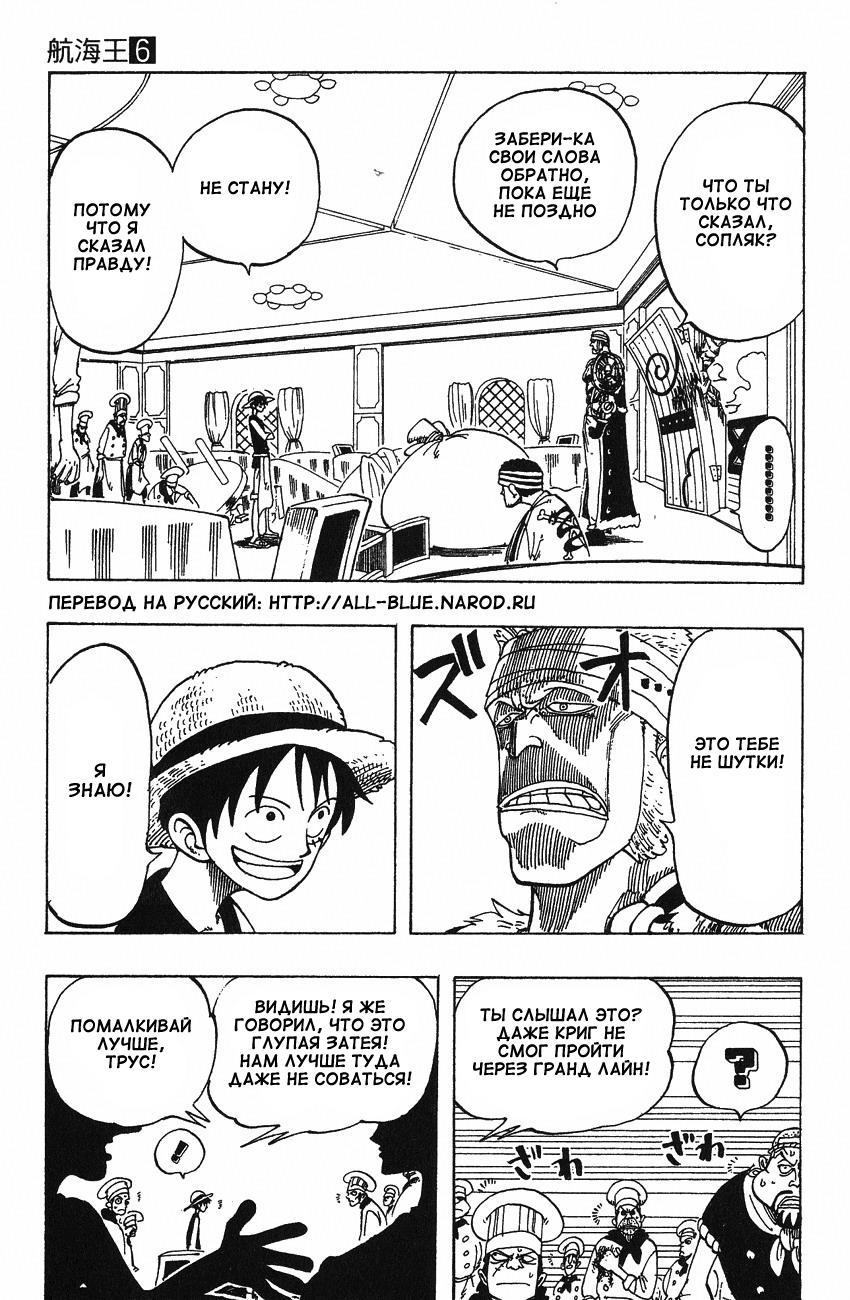 航海王6
ЧТО ТЫ
ТОЛЬКО ЧТО
СКАЗАЛ,
СОПЛЯК?
ЗАБЕРИ-КА
СВОИ СЛОВА
ОБРАТНО,
ПОКА ЕЩЕ
НЕ ПОЗДНО
НЕ СТАНУ!
ПОТОМУ
ЧТО Я
СКАЗАЛ
ПРАВДУ!
ПЕРЕВОД НА РУССКИЙ: HTTP://ALL-BLUE.NAROD.RU
ЭТО ТЕБЕ
НЕ ШУТКИ!
ズオ
Я
ЗНАЮ!
?
ТЫ СЛЫШАЛ ЭТО?
ДАЖЕ КРИГ НЕ
СМОГ ПРОЙТИ
ЧЕРЕЗ ГРАНД ЛАЙН!
ざわ
ざわ
ВИДИШЬ! Я ЖЕ
ГОВОРИЛ, ЧТО ЭТО
ГЛУПАЯ ЗАТЕЯ!
НАМ ЛУЧШЕ ТУДА
ДАЖЕ НЕ СОВАТЬСЯ!
ПОМАЛКИВАЙ
ЛУЧШЕ,
ТРУС!
!